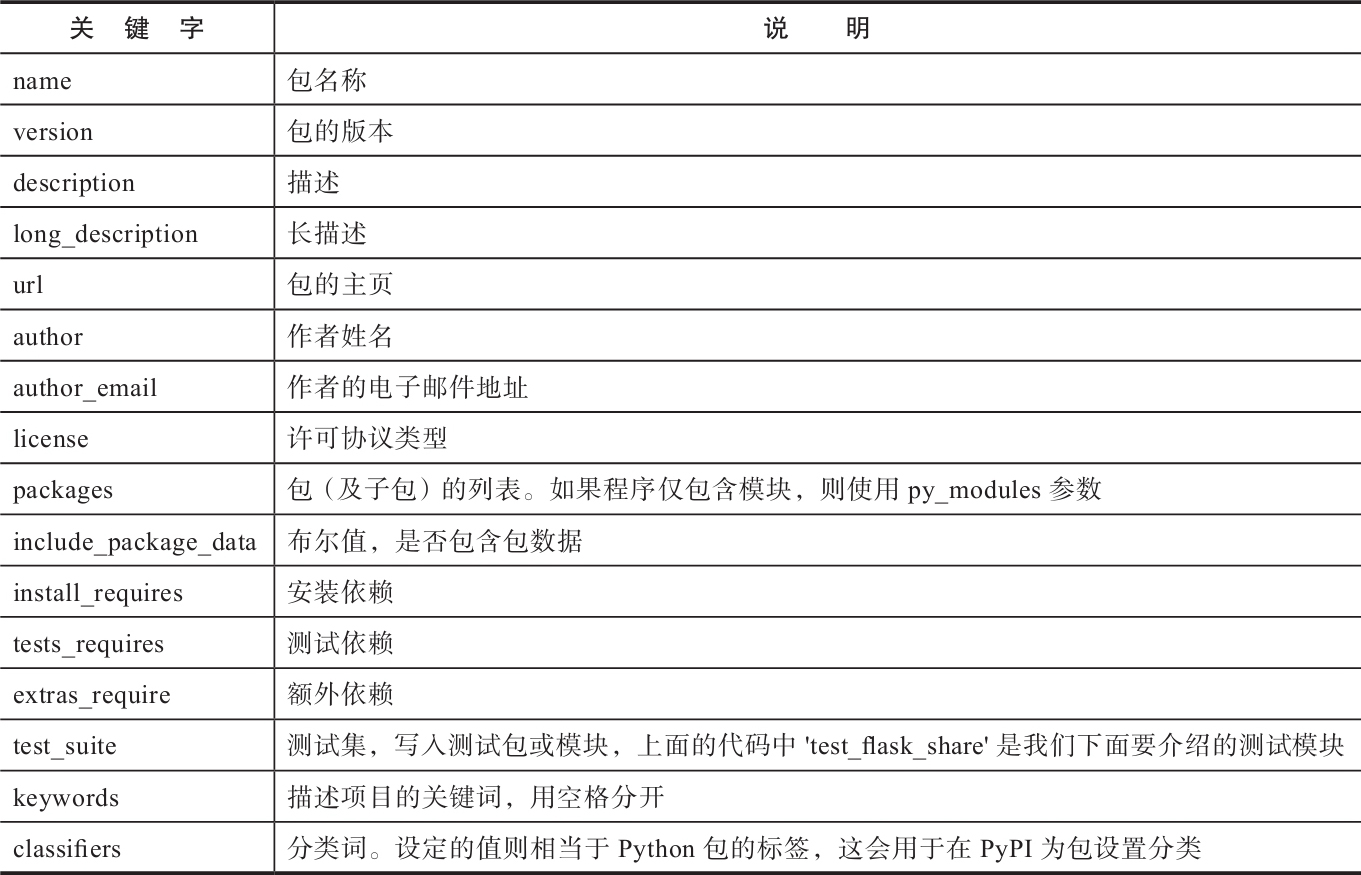 关 键 字 说 明
name 包名称
version 包的版本
description 描述
long_description 长描述
url 包的主页
author 作者姓名
author_email 作者的电子邮件地址
license 许可协议类型
packages 包（及子包）的列表。如果程序仅包含模块，则使用 py_modules 参数
include_package_data 布尔值，是否包含包数据
install_requires 安装依赖
tests_requires 测试依赖
extras_require 额外依赖
test_suite 测试集，写入测试包或模块，上面的代码中 'test_flask_share' 是我们下面要介绍的测试模块
keywords 描述项目的关键词，用空格分开
classifiers 分类词。设定的值则相当于 Python 包的标签，这会用于在 PyPI 为包设置分类